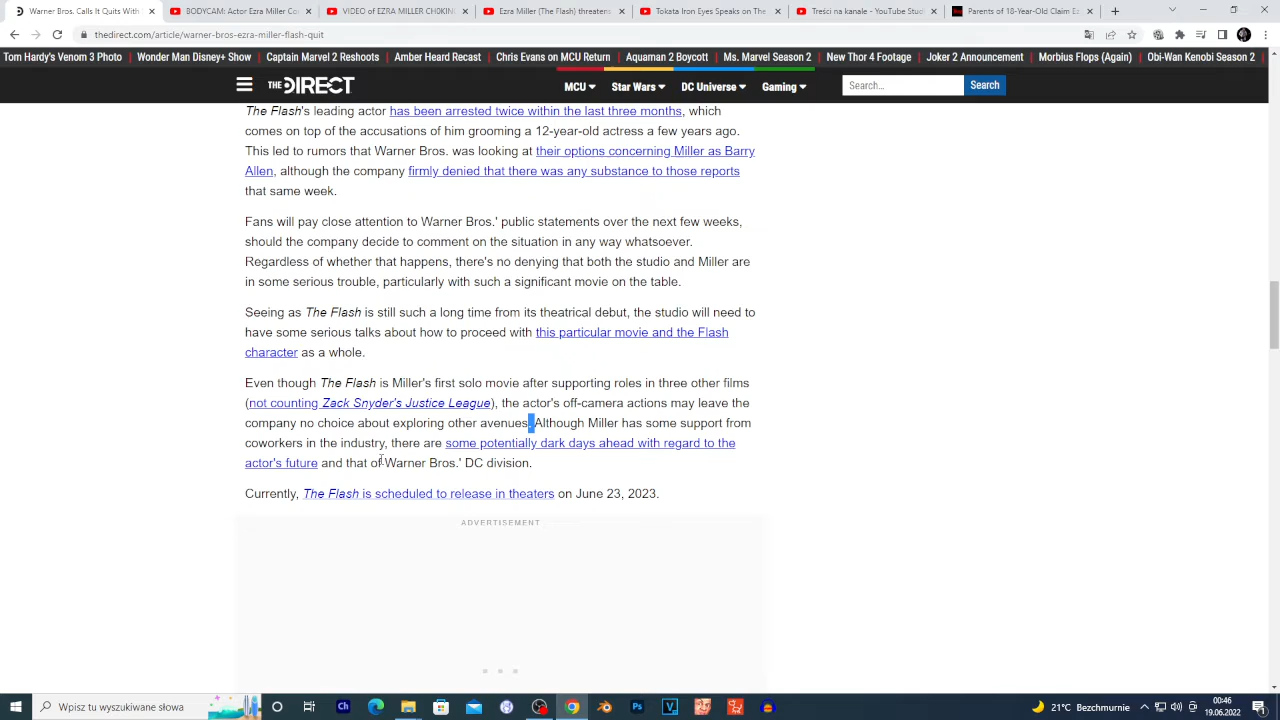 Warner Bros. Calls It Quits With
BODYCAM: Actor Ezra Miller Co
VIDEO of EZRA MILLER CHOKIN
Ezra Miller (The Flash) threaten
Tokata Iron Eyes Speaks on The
Treści na kanale - YouTube Stud
Parents of 18-Year-Old Claim E
thedirect.com/article/warner-bros-ezra-miller-flash-quit
Tom Hardy's Venom 3 Photo
Wonder Man Disney+ Show
Captain Marvel 2 Reshoots
Amber Heard Recast
Chris Evans on MCU Return
Aquaman 2 Boycott
Ms. Marvel Season 2
New Thor 4 Footage
Joker 2 Announcement
Morbius Flops (Again)
Obi-Wan Kenobi Season 2
THE DIRECT
MCU
Star Wars
DC Universe
Gaming
Search...
Search
The Flash's leading actor has been arrested twice within the last three months, which
comes on top of the accusations of him grooming a 12-year-old actress a few years ago.
This led to rumors that Warner Bros. was looking at their options concerning Miller as Barry
Allen, although the company firmly denied that there was any substance to those reports
that same week.
Fans will pay close attention to Warner Bros.' public statements over the next few weeks,
should the company decide to comment on the situation in any way whatsoever.
Regardless of whether that happens, there's no denying that both the studio and Miller are
in some serious trouble, particularly with such a significant movie on the table.
Seeing as The Flash is still such a long time from its theatrical debut, the studio will need to
have some serious talks about how to proceed with this particular movie and the Flash
character as a whole.
Even though The Flash is Miller's first solo movie after supporting roles in three other films
(not counting Zack Snyder's Justice League), the actor's off-camera actions may leave the
company no choice about exploring other avenues. Although Miller has some support from
coworkers in the industry, there are some potentially dark days ahead with regard to the
actor's future and that of Warner Bros.' DC division.
Currently, The Flash is scheduled to release in theaters on June 23, 2023.
ADVERTISEMENT
Wpisz tu wyszukiwane słowa
Ch
Ps
V
21°C Bezchmurnie
00:46
19.06.2022